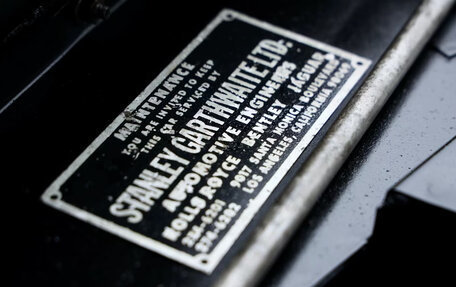 MAINTENANCE
YOU ARE INVITED TO KEEP
THIS CAR SERVICED BY
STANLEY GARTHWAITE LTD.
AUTOMOTIVE ENGINEERS
ROLLS ROYCE BENTLEY JAGUAR
9017 SANTA MONICA BOULEVARD
LOS ANGELES, CALIFORNIA 90069